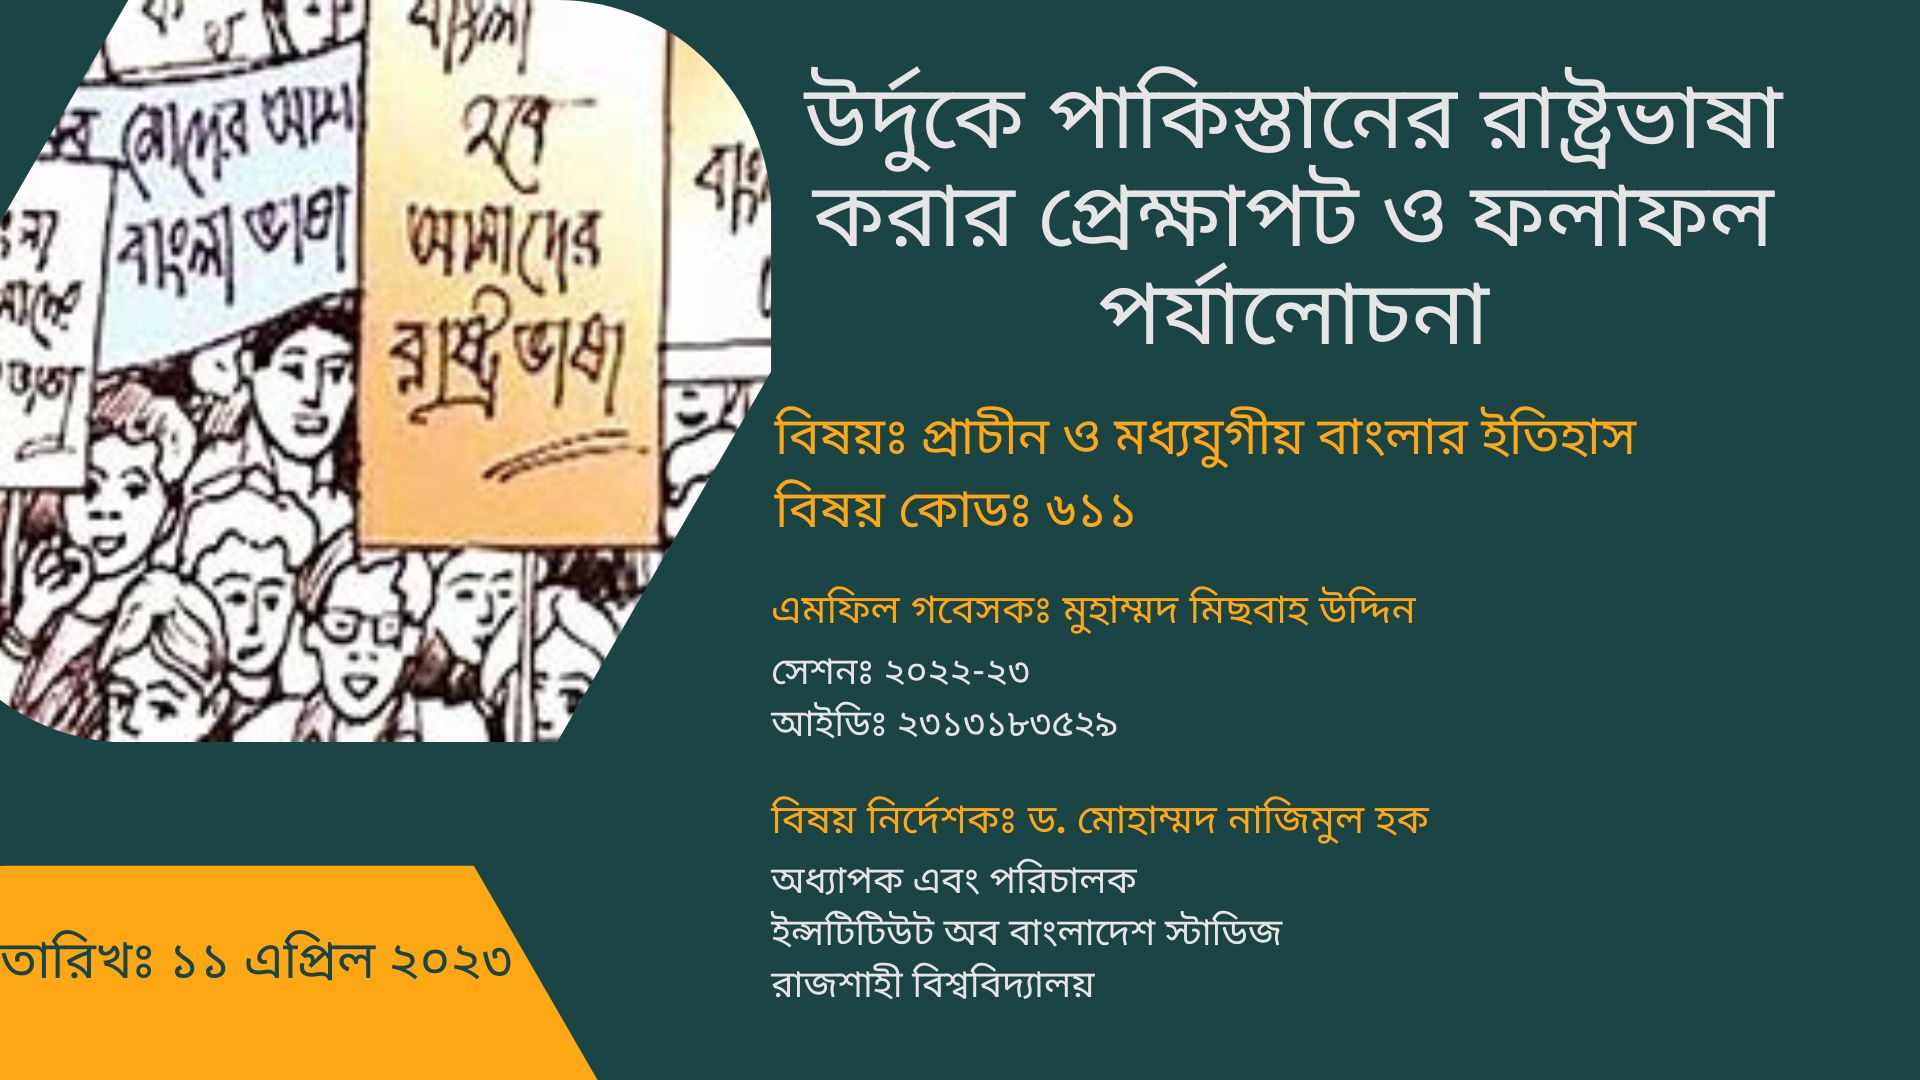 বাংলা
মোদের আশা
বাংলা ভাষা
হবে
আমাদের
রাষ্ট্রভাষা
উর্দুকে পাকিস্তানের রাষ্ট্রভাষা
করার প্রেক্ষাপট ও ফলাফল
পর্যালোচনা
বিষয়ঃ প্রাচীন ও মধ্যযুগীয় বাংলার ইতিহাস
বিষয় কোডঃ ৬১১
এমফিল গবেসকঃ মুহাম্মদ মিছবাহ উদ্দিন
সেশনঃ ২০২২-২৩
আইডিঃ ২৩১৩১৮৩৫২৯
বিষয় নির্দেশকঃ ড. মোহাম্মদ নাজিমুল হক
অধ্যাপক এবং পরিচালক
ইন্সটিটিউট অব বাংলাদেশ স্টাডিজ
রাজশাহী বিশ্ববিদ্যালয়
তারিখঃ ১১ এপ্রিল ২০২৩